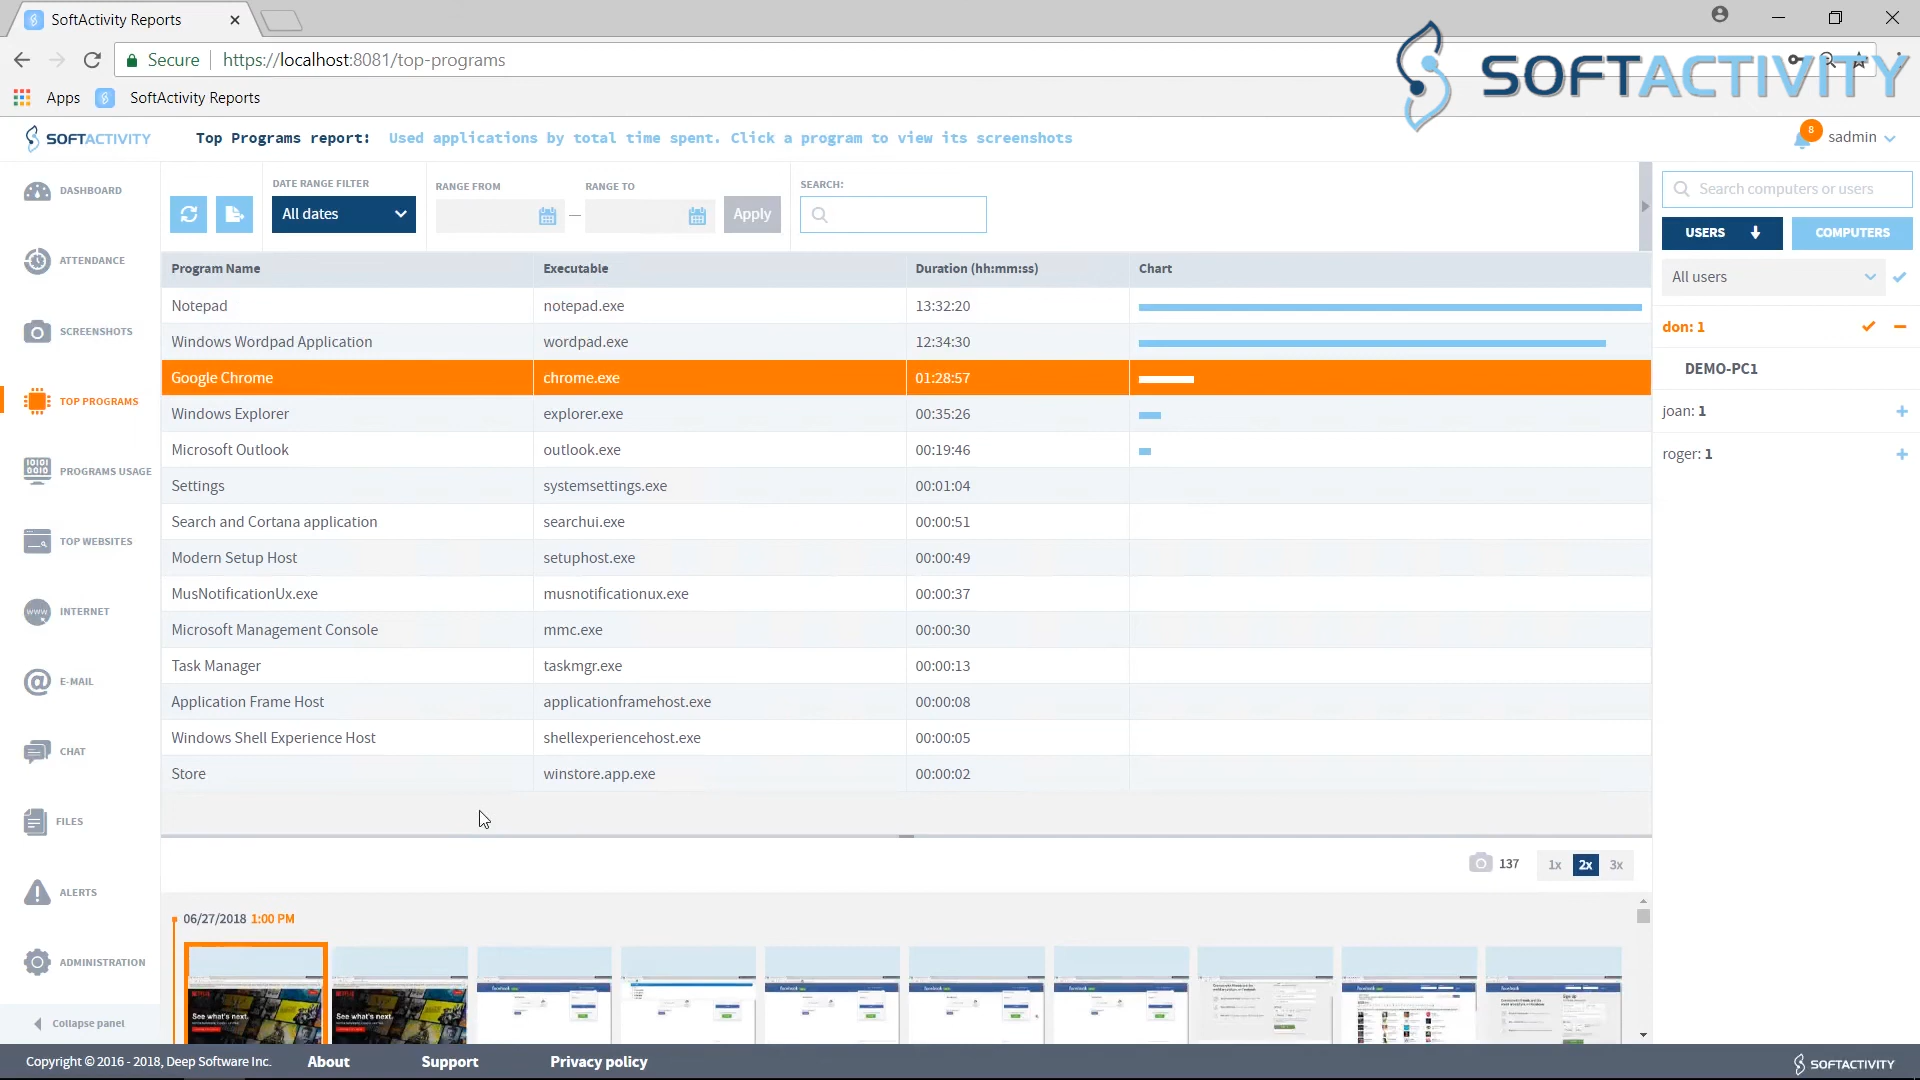 SoftActivity Reports
Secure
https://localhost:8081/top-programs
SOFTACTIVITY
Apps
SoftActivity Reports
SOFTACTIVITY
Top Programs report: Used applications by total time spent. Click a program to view its screenshots
8
sadmin
DASHBOARD
ATTENDANCE
SCREENSHOTS
TOP PROGRAMS
PROGRAMS USAGE
TOP WEBSITES
INTERNET
E-MAIL
CHAT
FILES
ALERTS
ADMINISTRATION
Collapse panel
DATE RANGE FILTER
All dates
RANGE FROM
RANGE TO
Apply
SEARCH:
Program Name Executable Duration (hh:mm:ss) Chart
Notepad notepad.exe 13:32:20
Windows Wordpad Application wordpad.exe 12:34:30
Google Chrome chrome.exe 01:28:57
Windows Explorer explorer.exe 00:35:26
Microsoft Outlook outlook.exe 00:19:46
Settings systemsettings.exe 00:01:04
Search and Cortana application searchui.exe 00:00:51
Modern Setup Host setuphost.exe 00:00:49
MusNotificationUx.exe musnotificationux.exe 00:00:37
Microsoft Management Console mmc.exe 00:00:30
Task Manager taskmgr.exe 00:00:13
Application Frame Host applicationframehost.exe 00:00:08
Windows Shell Experience Host shellexperiencehost.exe 00:00:05
Store winstore.app.exe 00:00:02
137
1x 2x 3x
06/27/2018 1:00 PM
See what's next.
See what's next.
Search computers or users
USERS
COMPUTERS
All users
don: 1
DEMO-PC1
joan: 1
roger: 1
Copyright © 2016 - 2018, Deep Software Inc.
About
Support
Privacy policy
SOFTACTIVITY